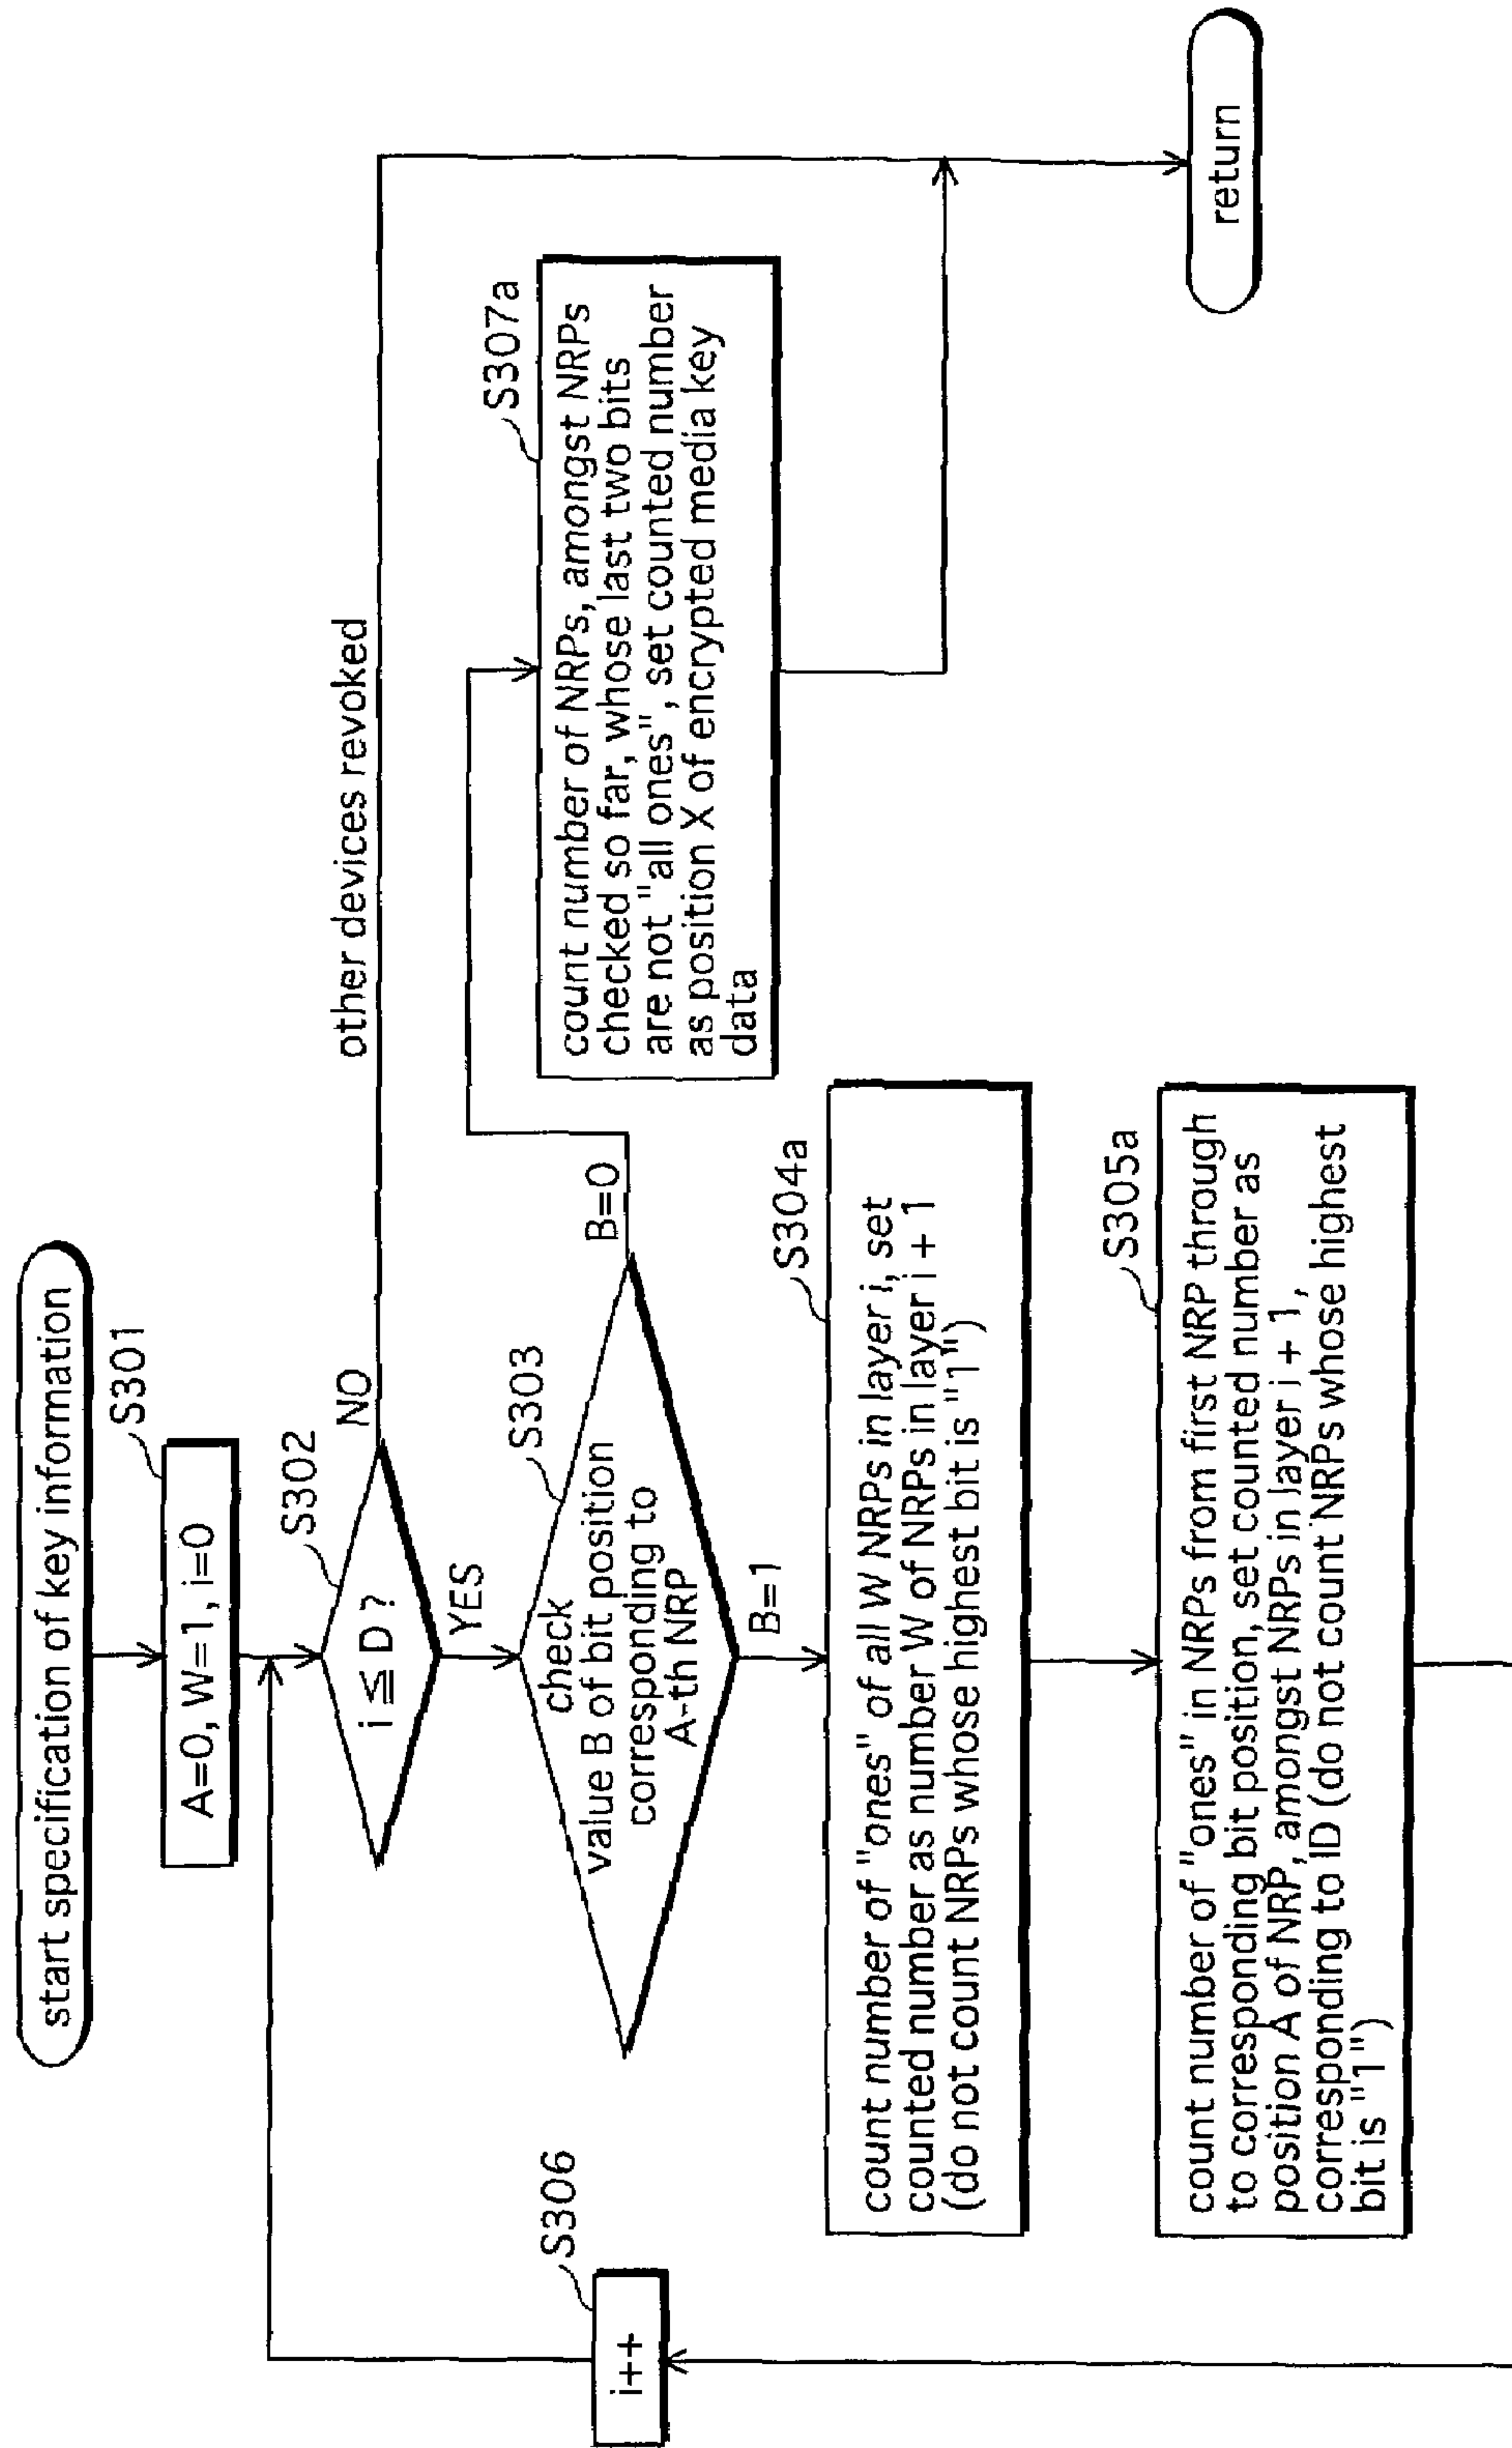 start specification of key information
S301
A=0, W=1, i=0
S302
i ≦ D ?
NO
other devices revoked
YES
S303
check
value B of bit position
corresponding to
A-th NRP
B=0
B=1
S307a
count number of NRPs, amongst NRPs
checked so far, whose last two bits
are not "all ones", set counted number
as position X of encrypted media key
data
S304a
count number of "ones" of all W NRPs in layer i, set
counted number as number W of NRPs in layer i + 1
(do not count NRPs whose highest bit is "1")
S305a
count number of "ones" in NRPs from first NRP through
to corresponding bit position, set counted number as
position A of NRP, amongst NRPs in layer i + 1,
corresponding to ID (do not count NRPs whose highest
bit is "1")
S306
i++
return